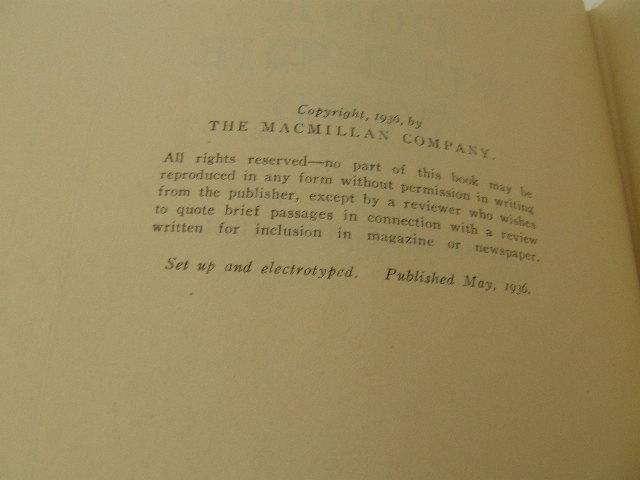 Copyright, 1936, by
THE MACMILLAN COMPANY.
All rights reserved—no part of this book may be
reproduced in any form without permission in writing
from the publisher, except by a reviewer who wishes
to quote brief passages in connection with a review
written for inclusion in magazine or newspaper.
Set up and electrotyped. Published May, 1936.